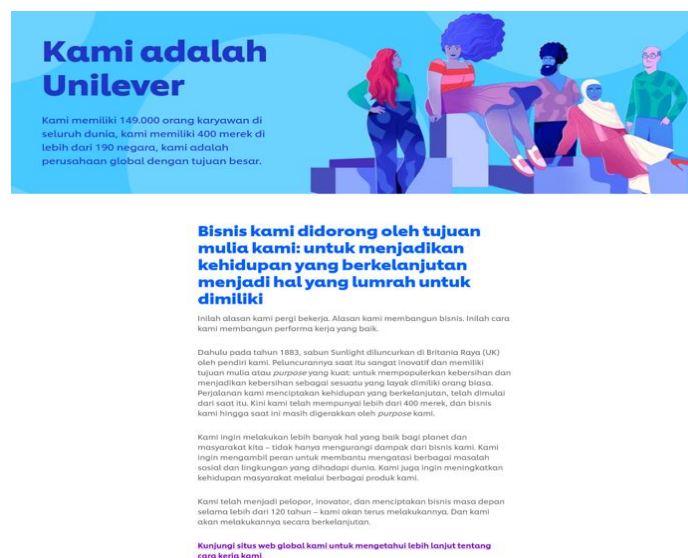 Kami adalah
Unilever
Kami memiliki 149.000 orang karyawan di
seluruh dunia, kami memiliki 400 merek di
lebih dari 190 negara, kami adalah
perusahaan global dengan tujuan besar.
Bisnis kami didorong oleh tujuan
mulia kami: untuk menjadikan
kehidupan yang berkelanjutan
menjadi hal yang lumrah untuk
dimiliki
Inilah alasan kami pergi bekerja. Alasan kami membangun bisnis. Inilah cara
kami membangun performa kerja yang baik.
Dahulu pada tahun 1883, sabun Sunlight diluncurkan di Britania Raya (UK)
oleh pendiri kami. Peluncurannya saat itu sangat inovatif dan memiliki
tujuan mulia atau purpose yang kuat: untuk mempopulerkan kebersihan dan
menjadikan kebersihan sebagai sesuatu yang layak dimiliki orang biasa.
Perjalanan kami menciptakan kehidupan yang berkelanjutan, telah dimulai
dari saat itu. Kini kami telah mempunyai lebih dari 400 merek, dan bisnis
kami hingga saat ini masih digerakkan oleh purpose kami.
Kami ingin melakukan lebih banyak hal yang baik bagi planet dan
masyarakat kita – tidak hanya mengurangi dampak dari bisnis kami. Kami
ingin mengambil peran untuk membantu mengatasi berbagai masalah
sosial dan lingkungan yang dihadapi dunia. Kami juga ingin meningkatkan
kehidupan masyarakat melalui berbagai produk kami.
Kami telah menjadi pelopor, inovator, dan menciptakan bisnis masa depan
selama lebih dari 120 tahun – kami akan terus melakukannya. Dan kami
akan melakukannya secara berkelanjutan.
Kunjungi situs web global kami untuk mengetahui lebih lanjut tentang
cara kerja kami